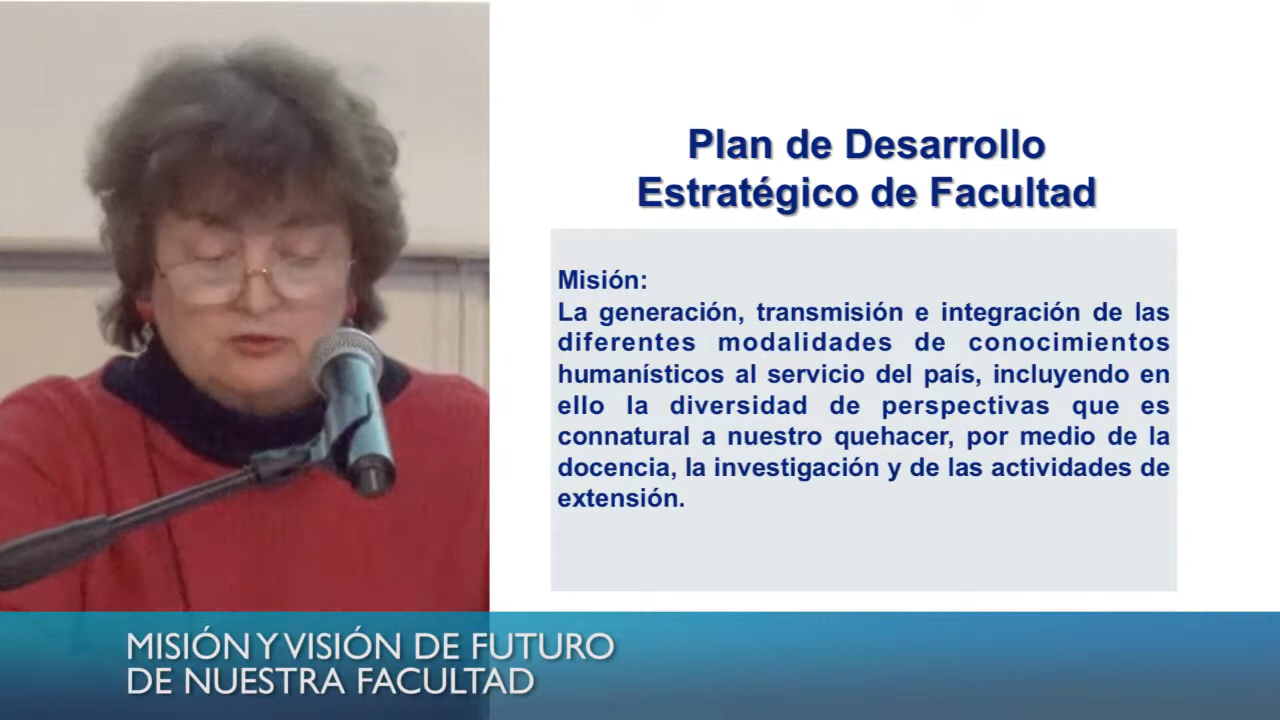 Plan de Desarrollo
Estratégico de Facultad
Misión:
La generación, transmisión e integración de las
diferentes modalidades de conocimientos
humanísticos al servicio del país, incluyendo en
ello la diversidad de perspectivas que es
connatural a nuestro quehacer, por medio de la
docencia, la investigación y de las actividades de
extensión.
MISIÓN Y VISIÓN DE FUTURO
DE NUESTRA FACULTAD